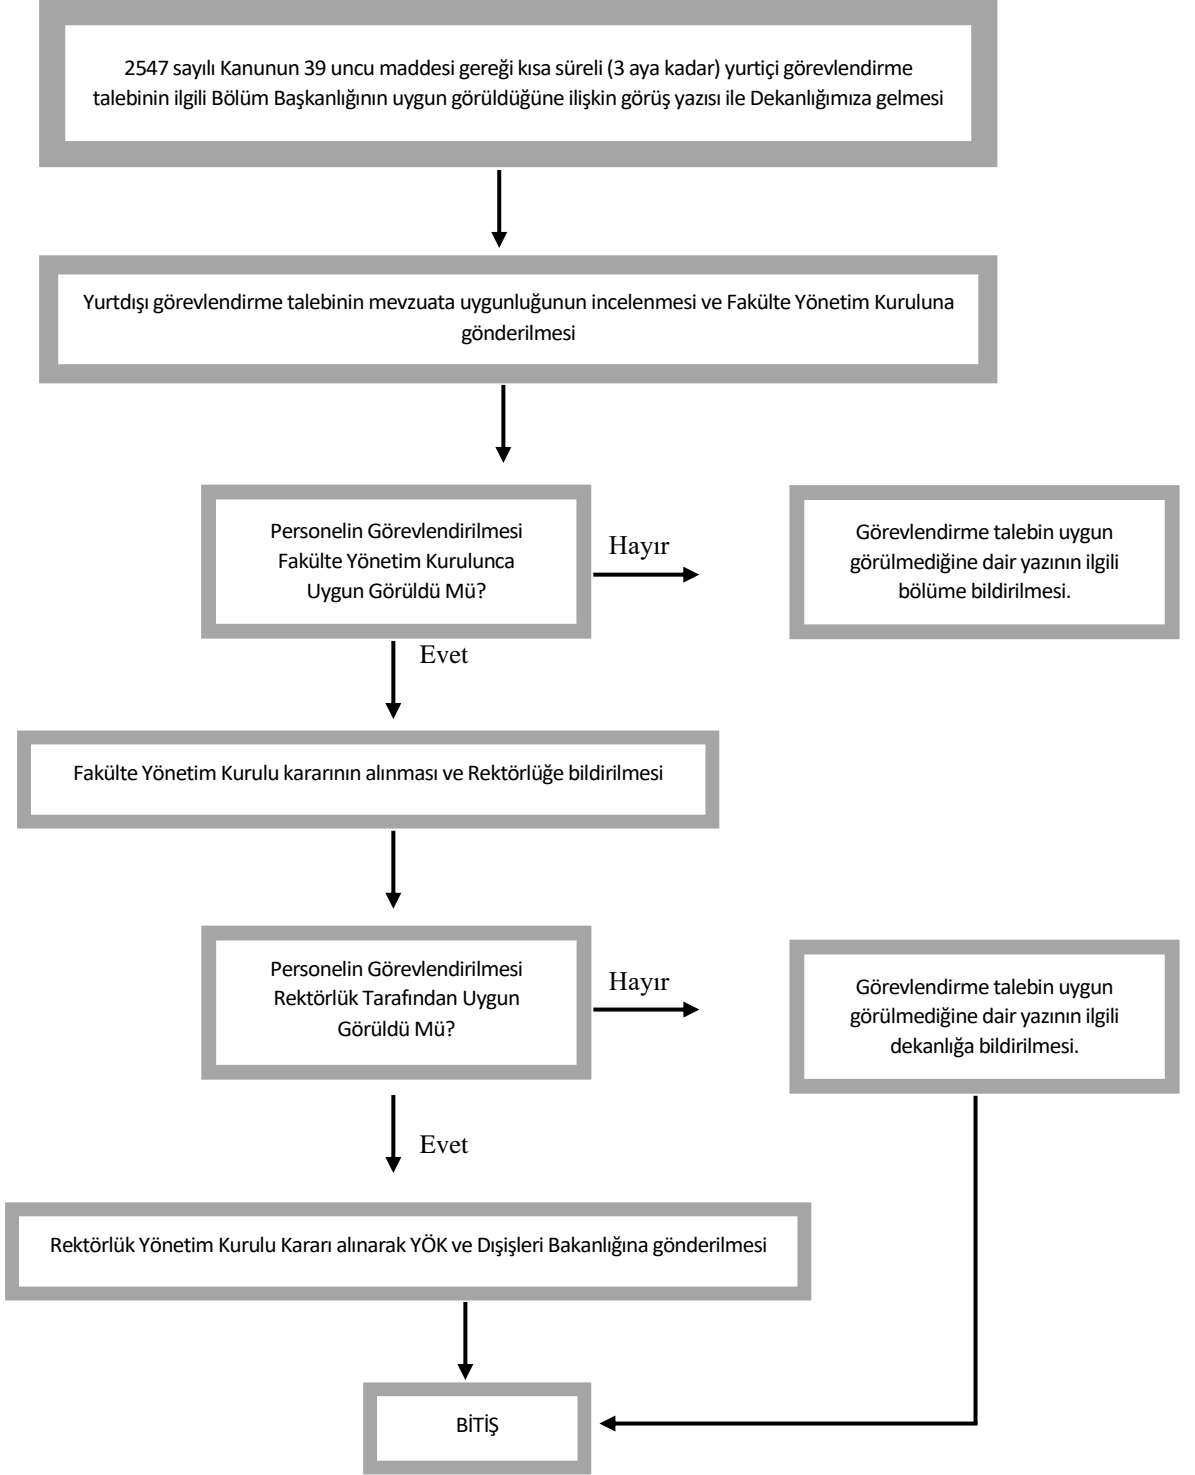 2547 sayılı Kanunun 39 uncu maddesi gereği kısa süreli (3 aya kadar) yurtiçi görevlendirme
talebinin ilgili Bölüm Başkanlığının uygun görüldüğüne ilişkin görüş yazısı ile Dekanlığımıza gelmesi
Yurtdışı görevlendirme talebinin mevzuata uygunluğunun incelenmesi ve Fakülte Yönetim Kuruluna
gönderilmesi
Personelin Görevlendirilmesi
Fakülte Yönetim Kurulunca
Uygun Görüldü Mü?
Hayır
Görevlendirme talebin uygun
görülmediğine dair yazının ilgili
bölüme bildirilmesi.
Evet
Fakülte Yönetim Kurulu kararının alınması ve Rektörlüğe bildirilmesi
Personelin Görevlendirilmesi
Rektörlük Tarafından Uygun
Görüldü Mü?
Hayır
Görevlendirme talebin uygun
görülmediğine dair yazının ilgili
dekanlığa bildirilmesi.
Evet
Rektörlük Yönetim Kurulu Kararı alınarak YÖK ve Dışişleri Bakanlığına gönderilmesi
BİTİŞ